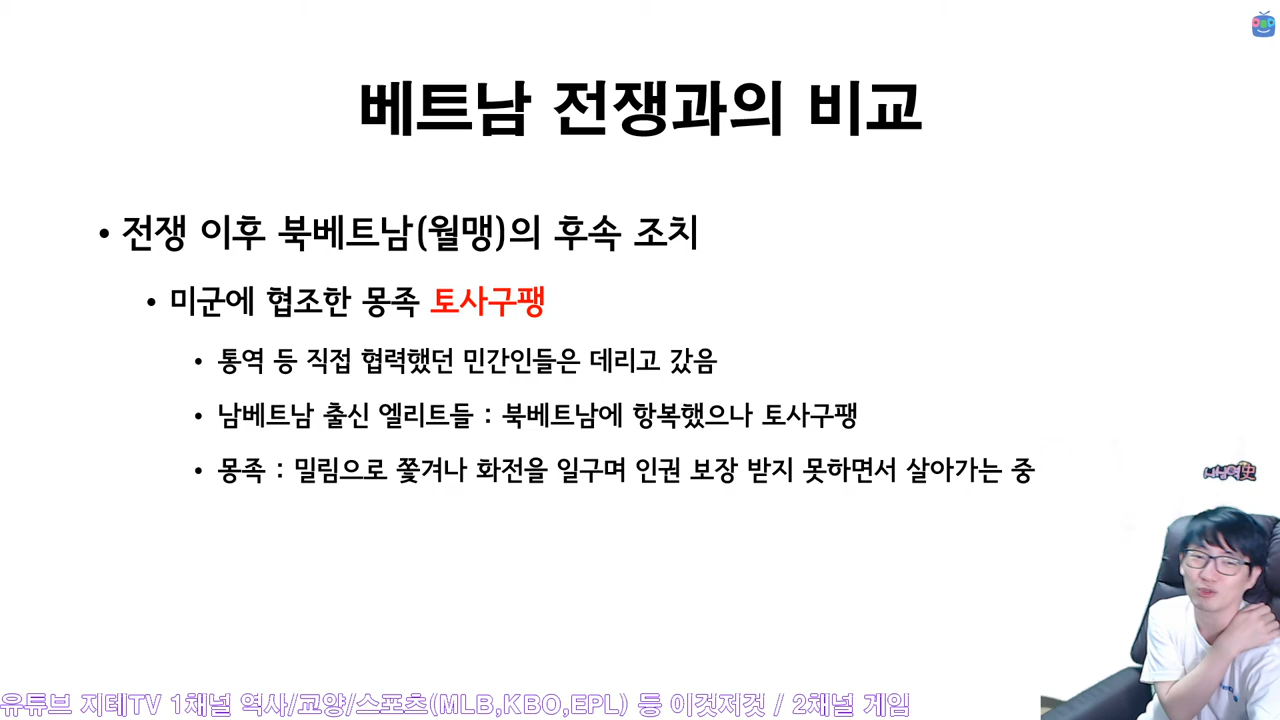 베트남 전쟁과의 비교
• 전쟁 이후 북베트남(월맹)의 후속 조치
• 미군에 협조한 몽족 토사구팽
• 통역 등 직접 협력했던 민간인들은 데리고 갔음
• 남베트남 출신 엘리트들 : 북베트남에 항복했으나 토사구팽
• 몽족 : 밀림으로 쫓겨나 화전을 일구며 인권 보장 받지 못하면서 살아가는 중
유튜브 지테TV 1채널 역사/교양/스포츠(MLB,KBO,EPL) 등 이것저것 / 2채널 게임